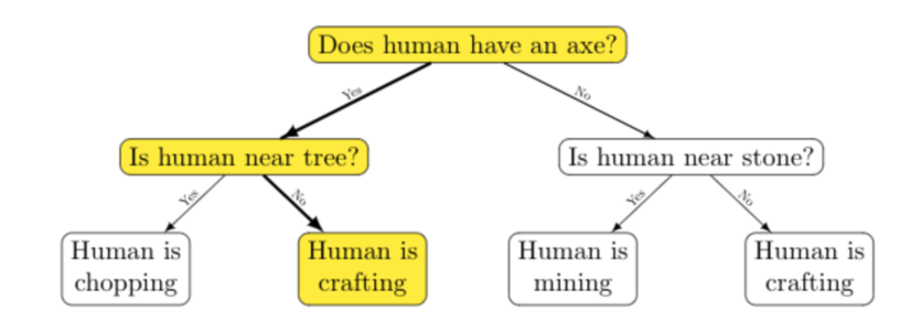 Does human have an axe?
Yes
No
Is human near tree?
Is human near stone?
Yes
No
Yes
No
Human is
chopping
Human is
crafting
Human is
mining
Human is
crafting